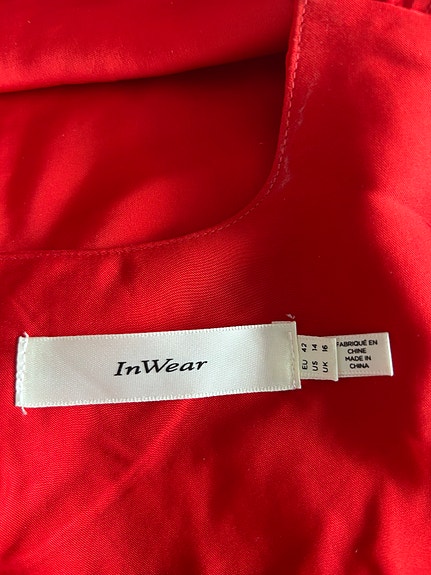 InWear
EU 42
US 14
UK 16
FABRIQUÉ EN
CHINE
MADE IN
CHINA